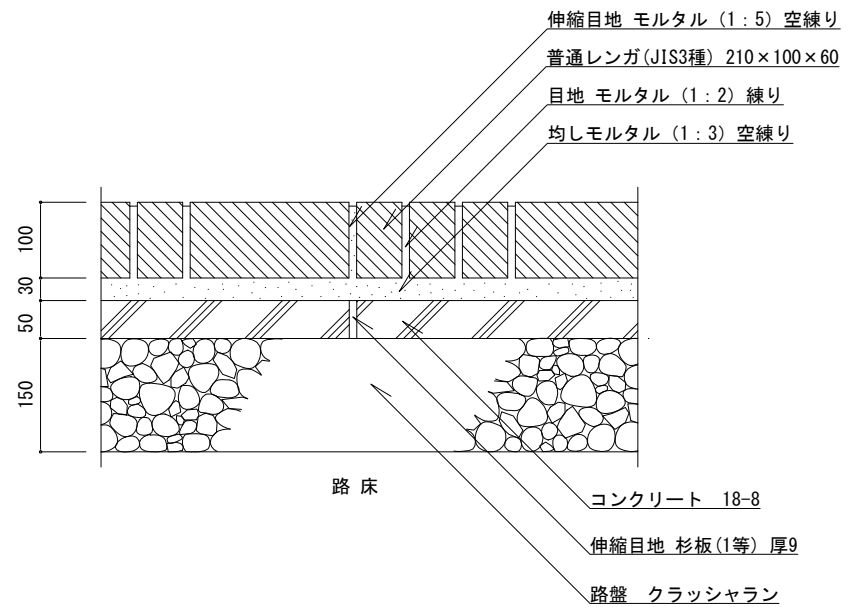 伸縮目地 モルタル (1:5) 空練り
普通レンガ(JIS3種) 210×100×60
目地 モルタル (1:2) 練り
均しモルタル (1:3) 空練り
100
30
50
150
路 床
コンクリート 18-8
伸縮目地 杉板(1等) 厚9
路盤 クラッシャラン